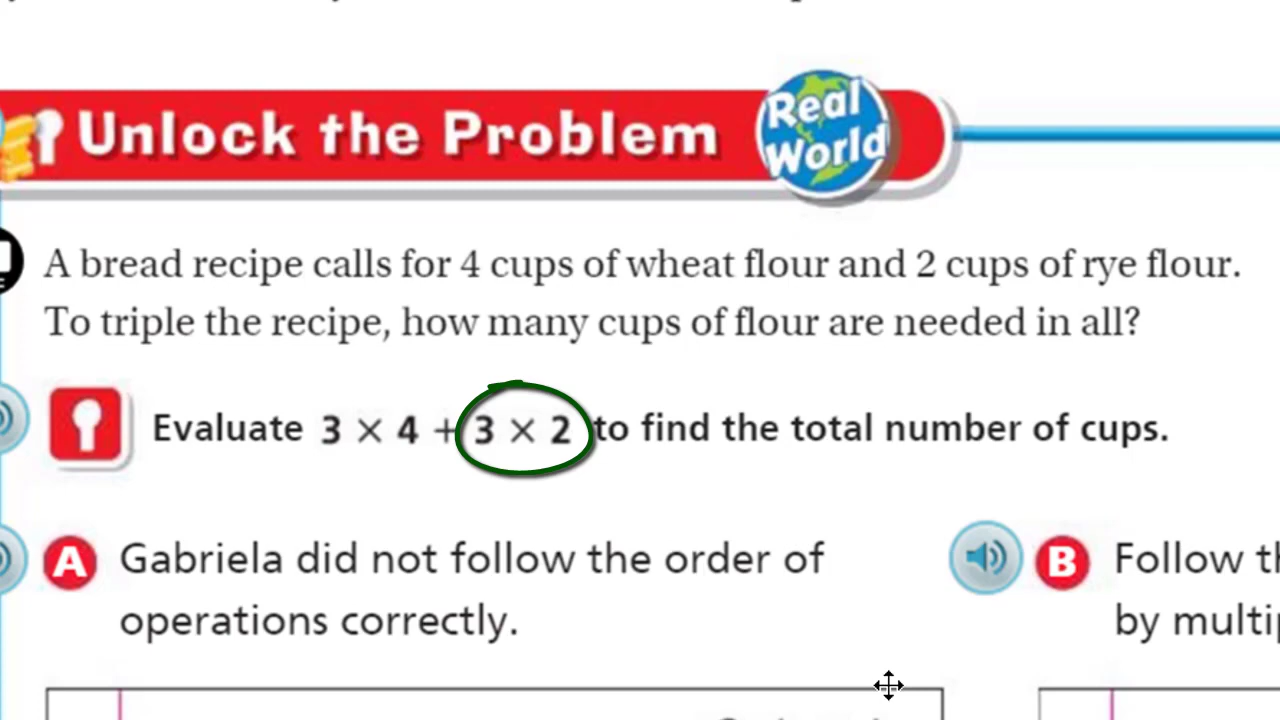 Unlock the Problem
Real
World
A bread recipe calls for 4 cups of wheat flour and 2 cups of rye flour.
To triple the recipe, how many cups of flour are needed in all?
Evaluate 3 × 4 + 3 × 2 to find the total number of cups.
A Gabriela did not follow the order of
operations correctly.
B Follow
by